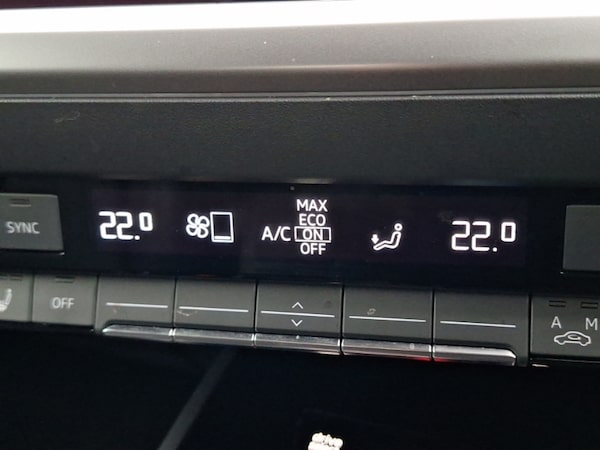 MAX
ECO
SYNC 22.0 A/C ON 22.0
OFF
OFF
A M